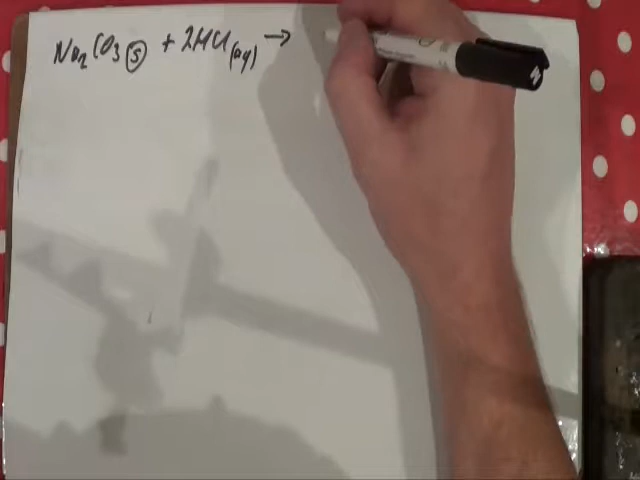 Na₂CO₃(s) + 2HCl(aq) →